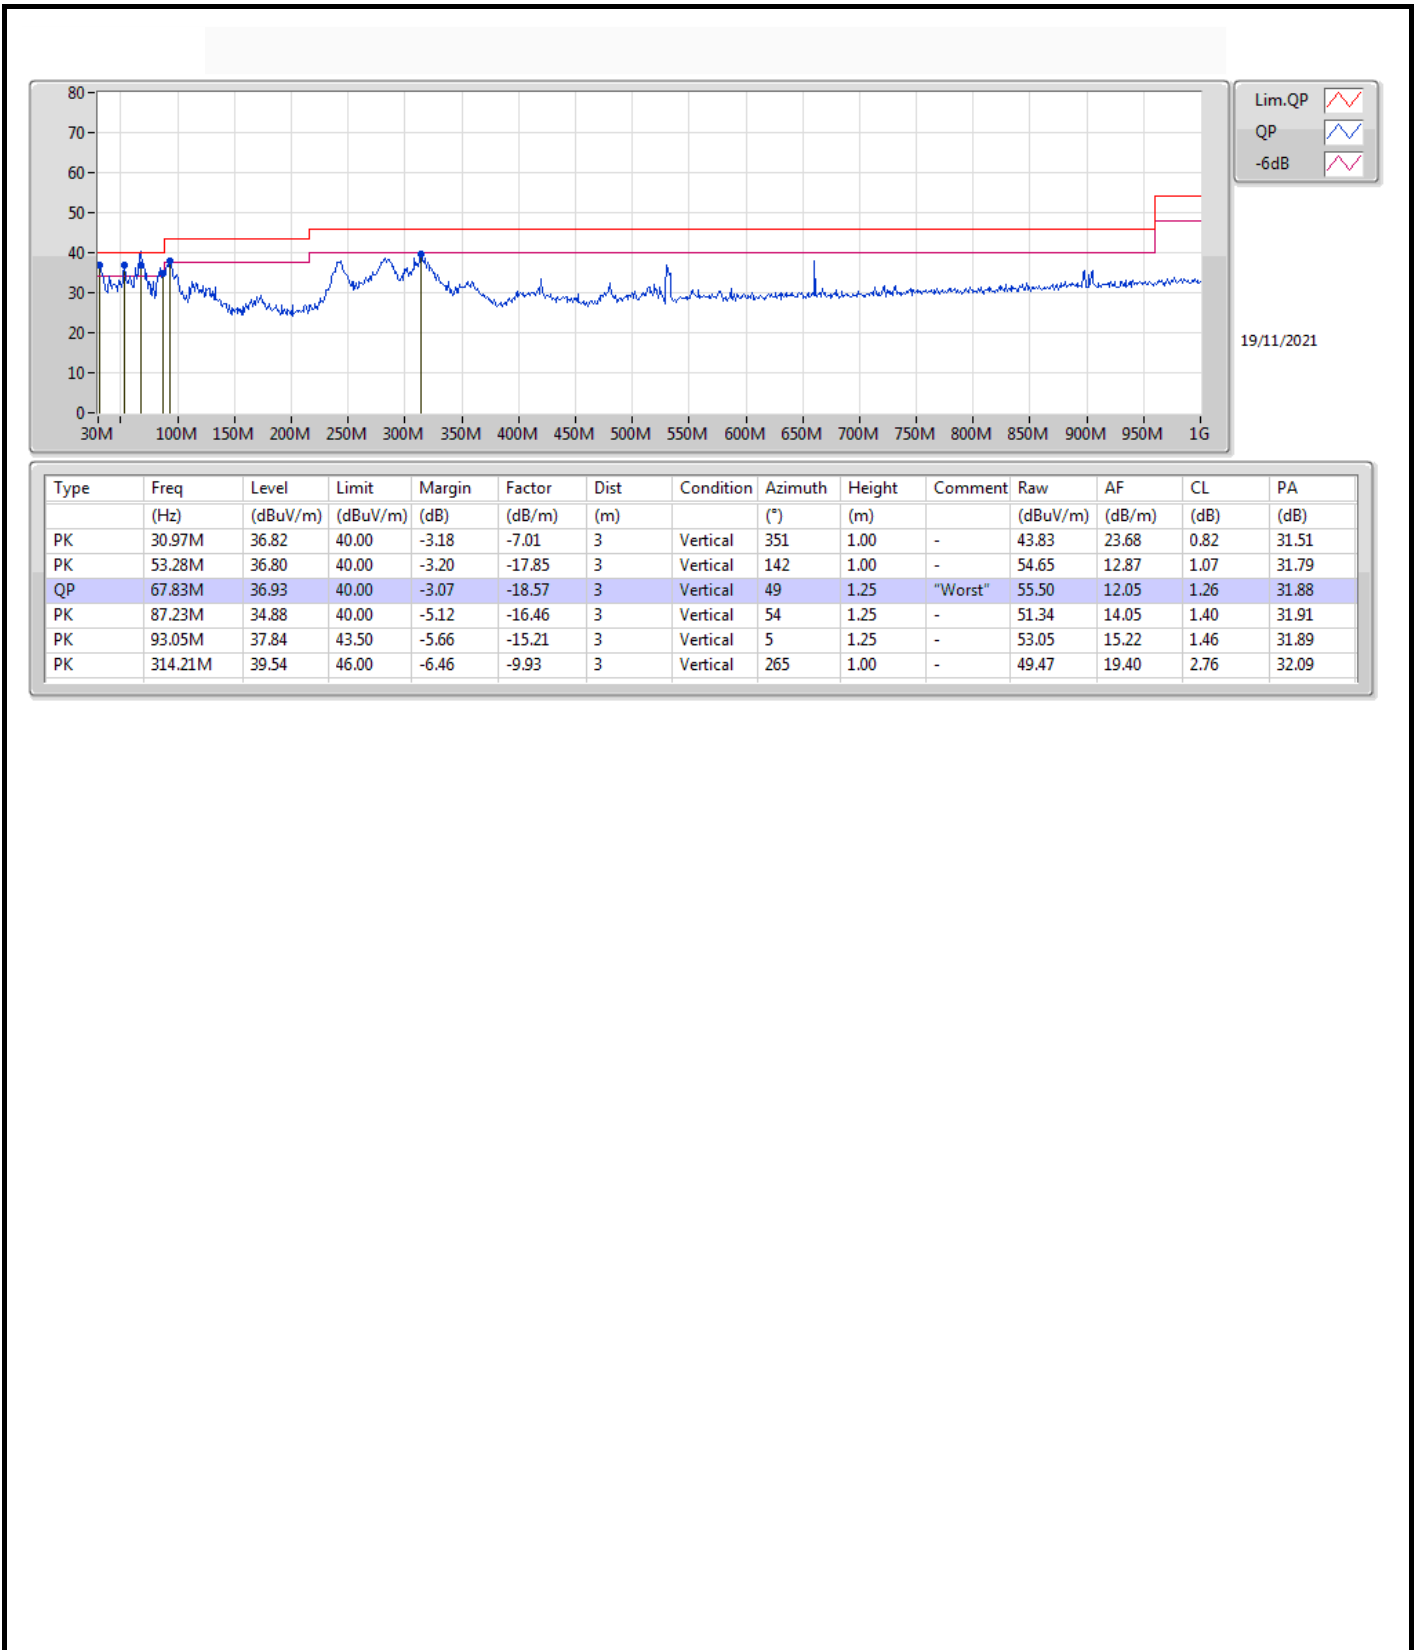 80
70
60
50
40
30
20
10
0
30M 100M 150M 200M 250M 300M 350M 400M 450M 500M 550M 600M 650M 700M 750M 800M 850M 900M 950M 1G
Lim.QP
QP
-6dB
19/11/2021
Type Freq Level Limit Margin Factor Dist Condition Azimuth Height Comment Raw AF CL PA
(Hz) (dBuV/m) (dBuV/m) (dB) (dB/m) (m) (°) (m) (dBuV/m) (dB/m) (dB) (dB)
PK 30.97M 36.82 40.00 -3.18 -7.01 3 Vertical 351 1.00 - 43.83 23.68 0.82 31.51
PK 53.28M 36.80 40.00 -3.20 -17.85 3 Vertical 142 1.00 - 54.65 12.87 1.07 31.79
QP 67.83M 36.93 40.00 -3.07 -18.57 3 Vertical 49 1.25 "Worst" 55.50 12.05 1.26 31.88
PK 87.23M 34.88 40.00 -5.12 -16.46 3 Vertical 54 1.25 - 51.34 14.05 1.40 31.91
PK 93.05M 37.84 43.50 -5.66 -15.21 3 Vertical 5 1.25 - 53.05 15.22 1.46 31.89
PK 314.21M 39.54 46.00 -6.46 -9.93 3 Vertical 265 1.00 - 49.47 19.40 2.76 32.09